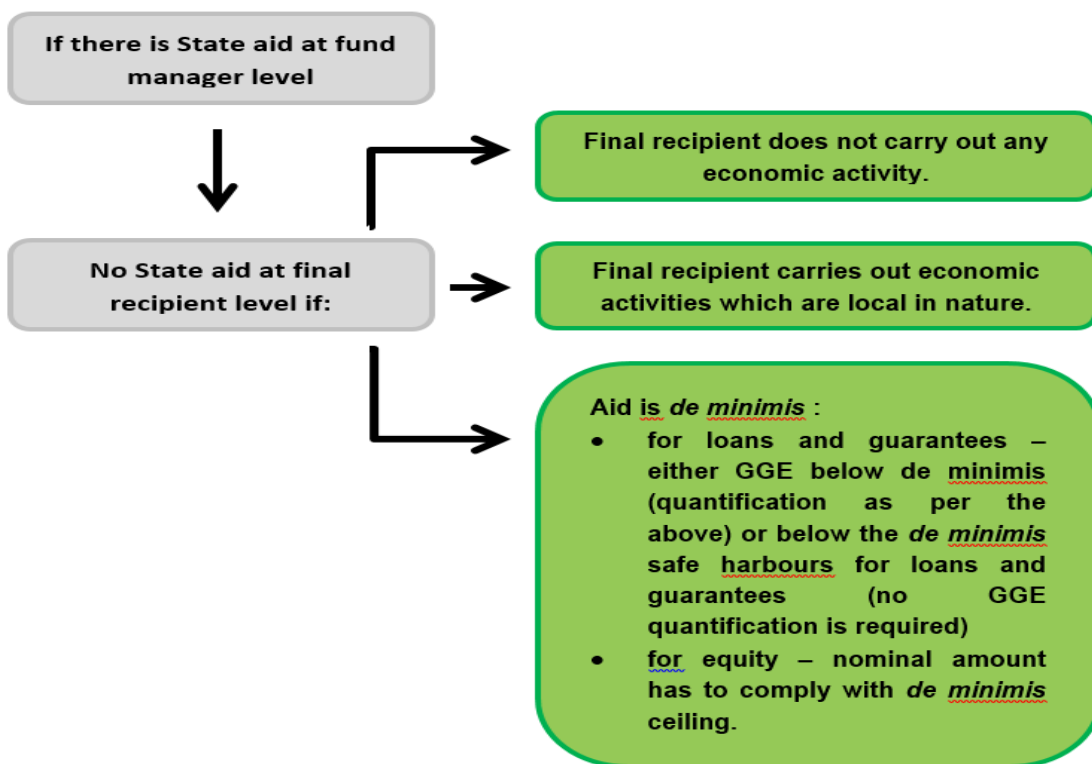 If there is State aid at fund
manager level
Final recipient does not carry out any
economic activity.
No State aid at final
recipient level if:
Final recipient carries out economic
activities which are local in nature.
Aid is de minimis :
• for loans and guarantees –
either GGE below de minimis
(quantification as per the
above) or below the de minimis
safe harbours for loans and
guarantees (no GGE
quantification is required)
• for equity – nominal amount
has to comply with de minimis
ceiling.